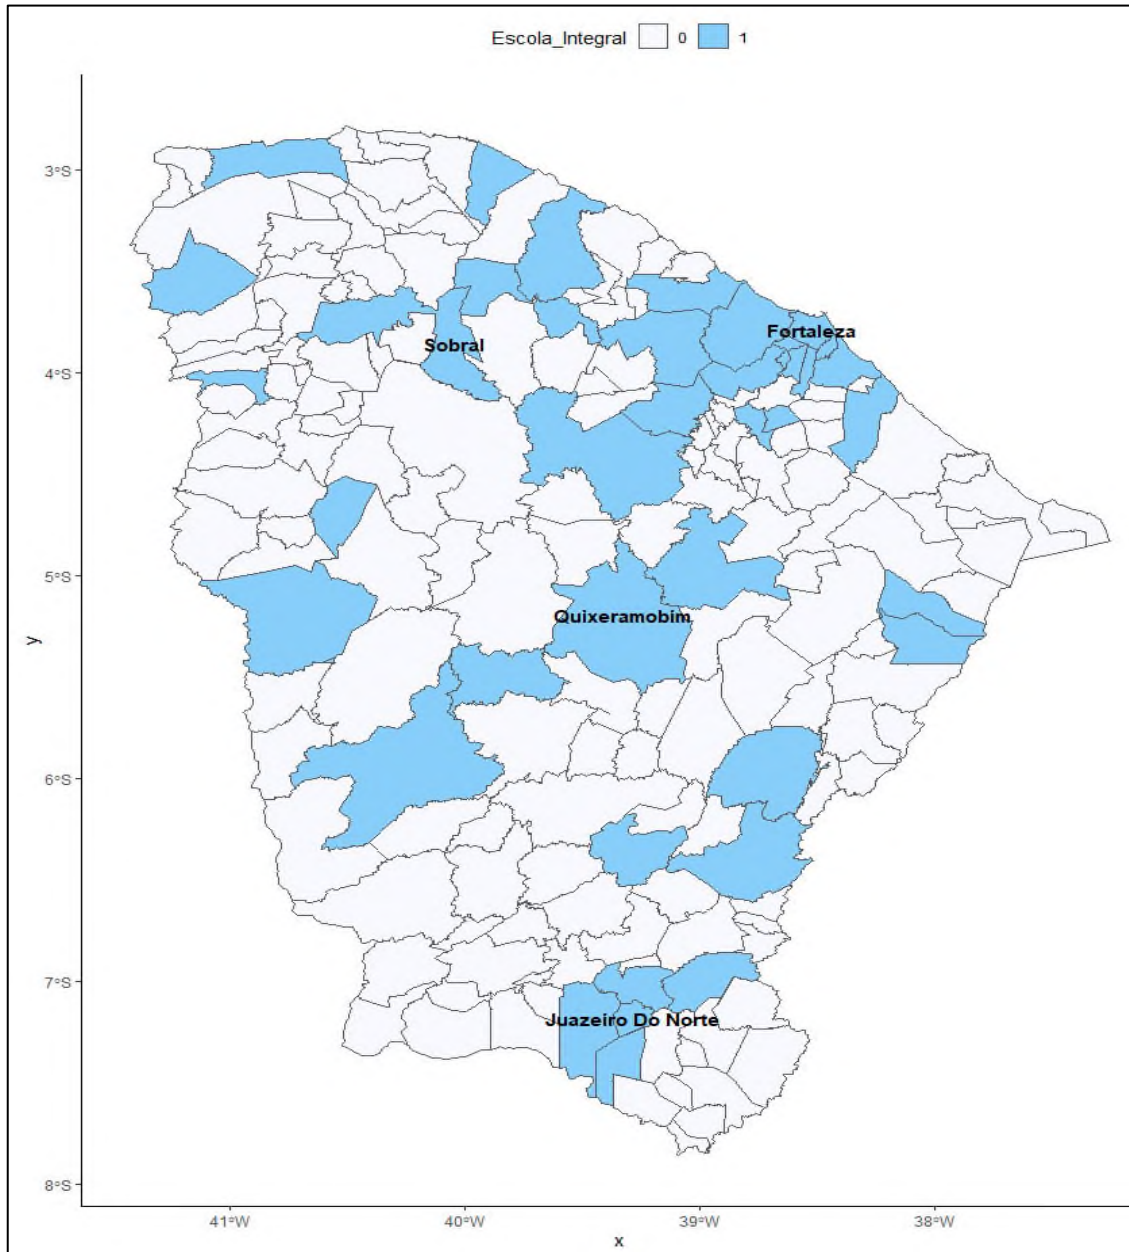 Escola_Integral 0 1
3°S
Fortaleza
Sobral
4°S
5°S
Quixeramobim
y
6°S
7°S
Juazeiro Do Norte
8°S
41°W 40°W 39°W 38°W
x